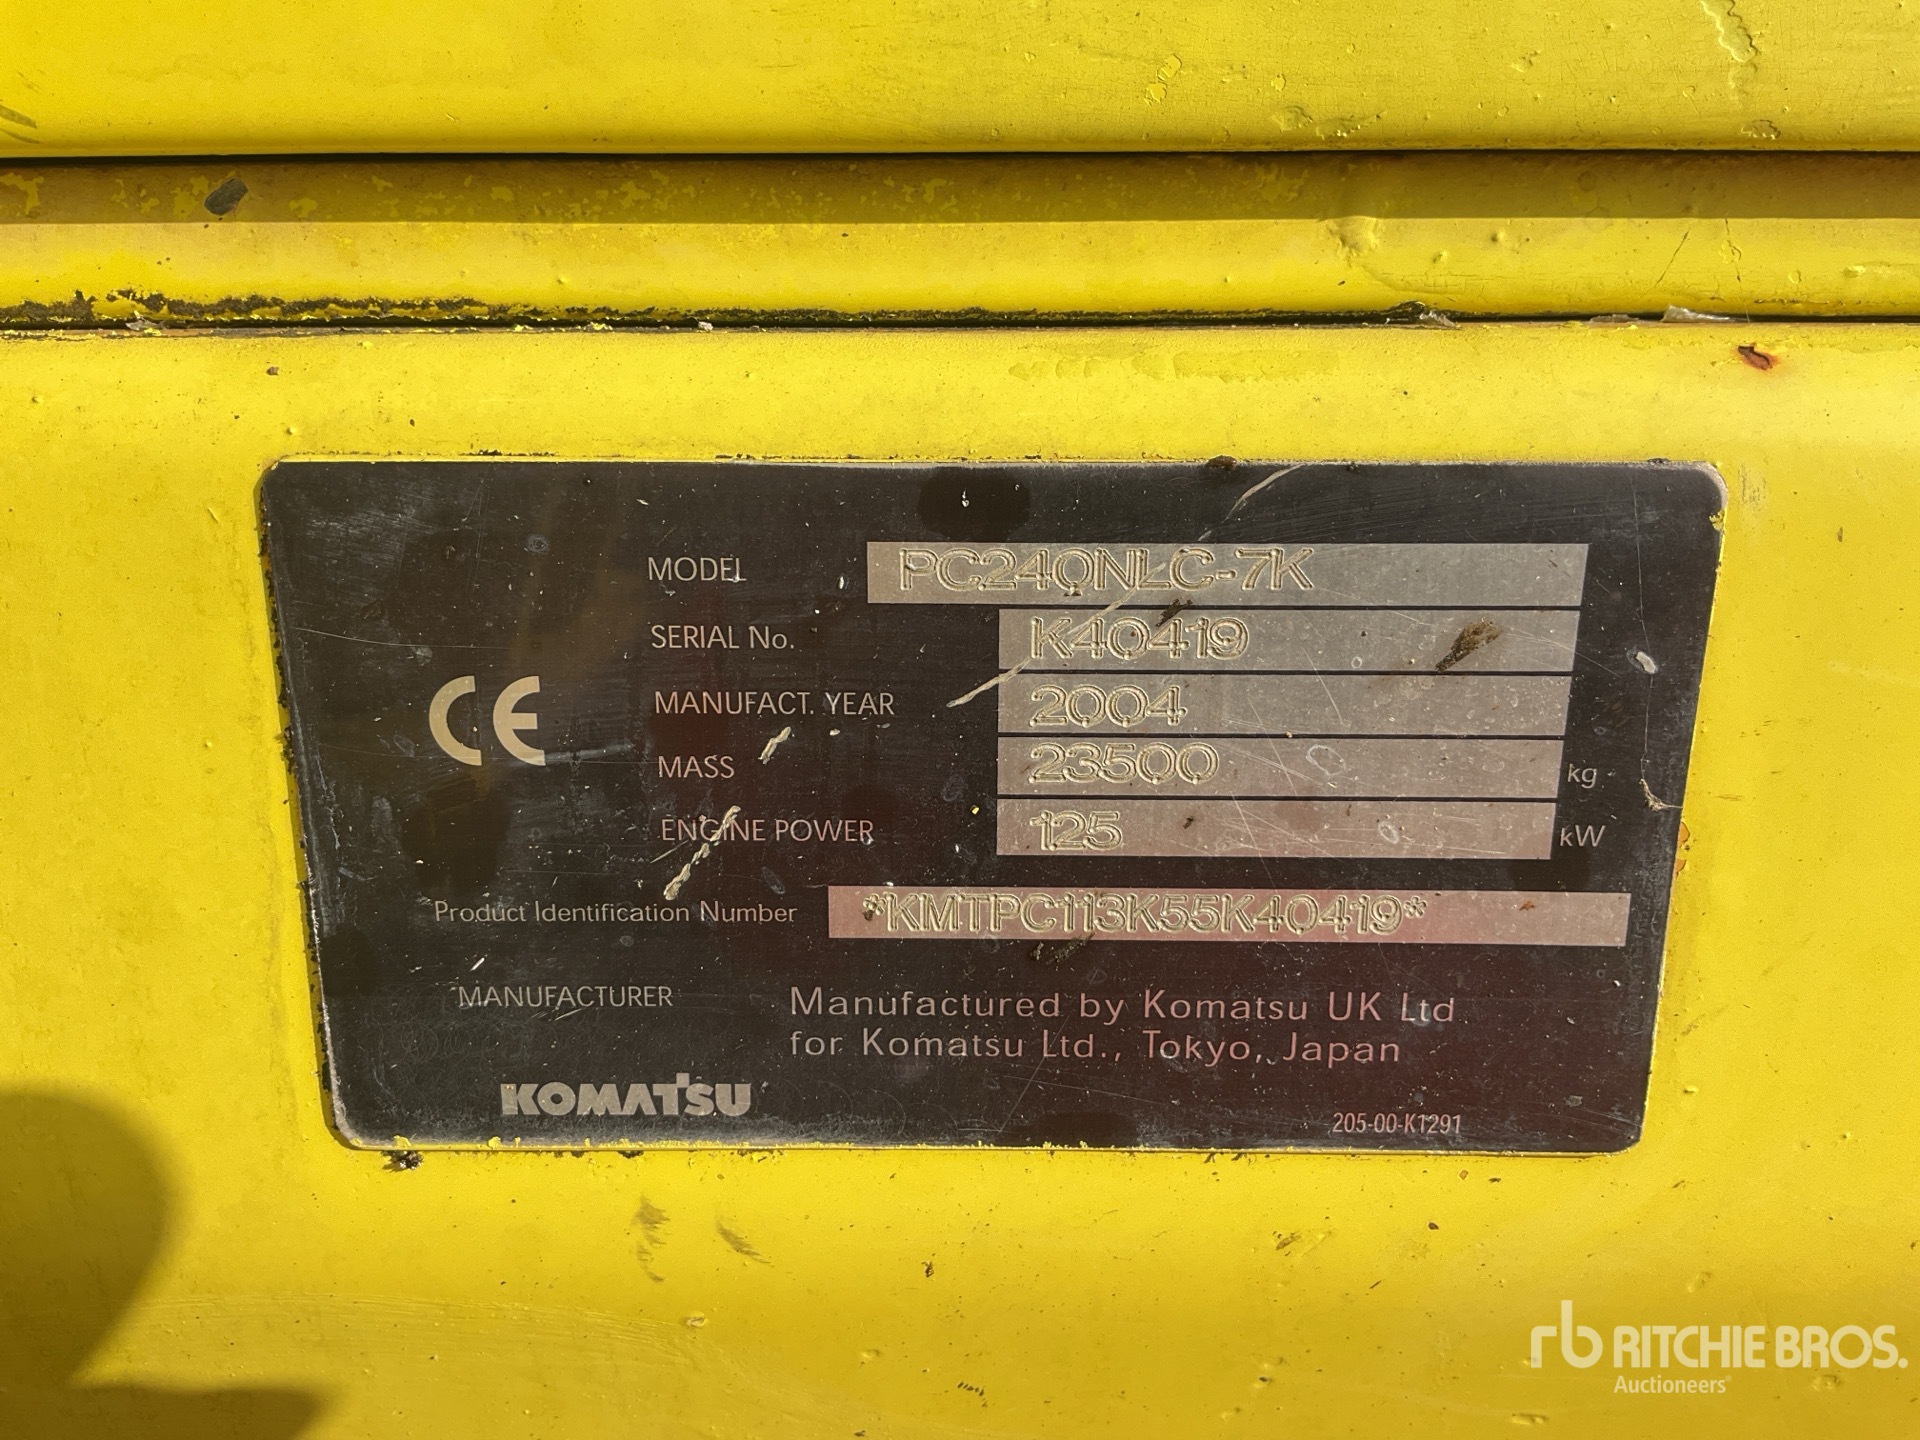 MODEL PC240NLC-7K
SERIAL No. K40419
MANUFACT. YEAR 2004
MASS 23500 kg
ENGINE POWER 125 kW
CE
Product Identification Number *KMTPC113K55K40419*
MANUFACTURER Manufactured by Komatsu UK Ltd
for Komatsu Ltd., Tokyo, Japan
KOMATSU
205-00-K1291
rb RITCHIE BROS.
Auctioneers